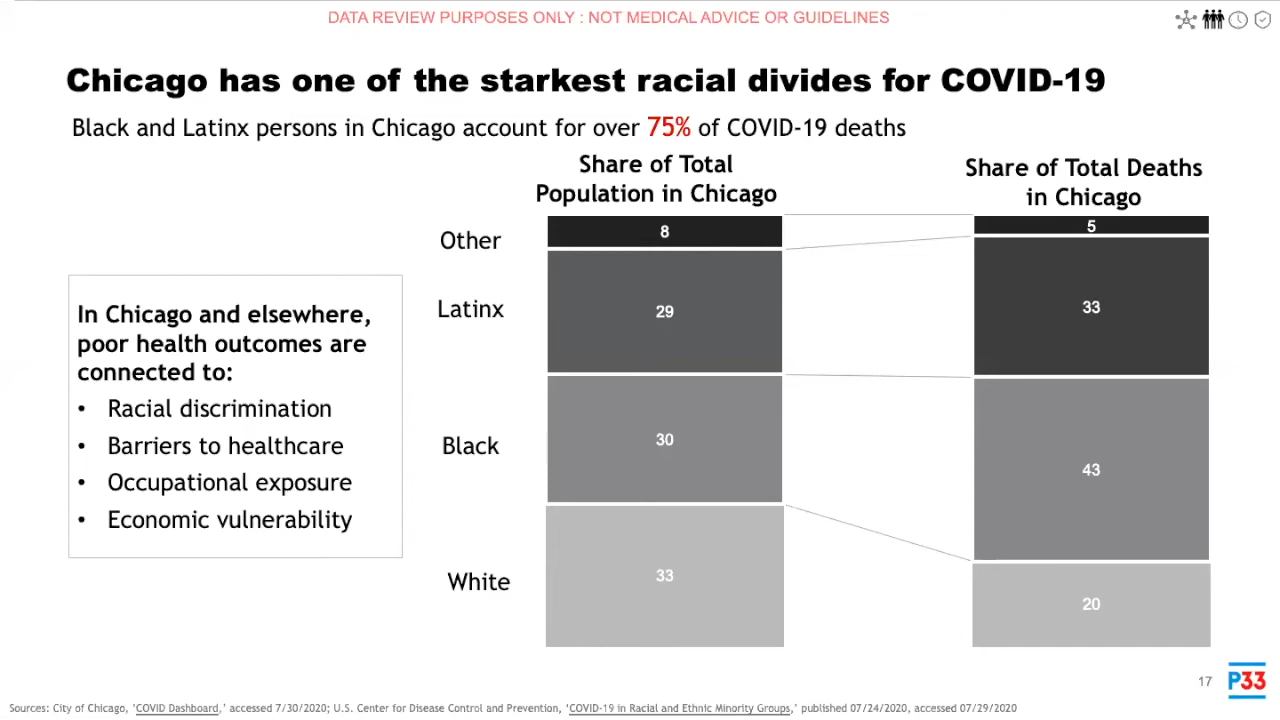 DATA REVIEW PURPOSES ONLY : NOT MEDICAL ADVICE OR GUIDELINES
Chicago has one of the starkest racial divides for COVID-19
Black and Latinx persons in Chicago account for over 75% of COVID-19 deaths
Share of Total
Population in Chicago
Share of Total Deaths
in Chicago
Other
8
5
Latinx
29
33
Black
30
43
White
33
20
In Chicago and elsewhere,
poor health outcomes are
connected to:
• Racial discrimination
• Barriers to healthcare
• Occupational exposure
• Economic vulnerability
17
P33
Sources: City of Chicago, ‘COVID Dashboard,’ accessed 7/30/2020; U.S. Center for Disease Control and Prevention, ‘COVID-19 in Racial and Ethnic Minority Groups,’ published 07/24/2020, accessed 07/29/2020